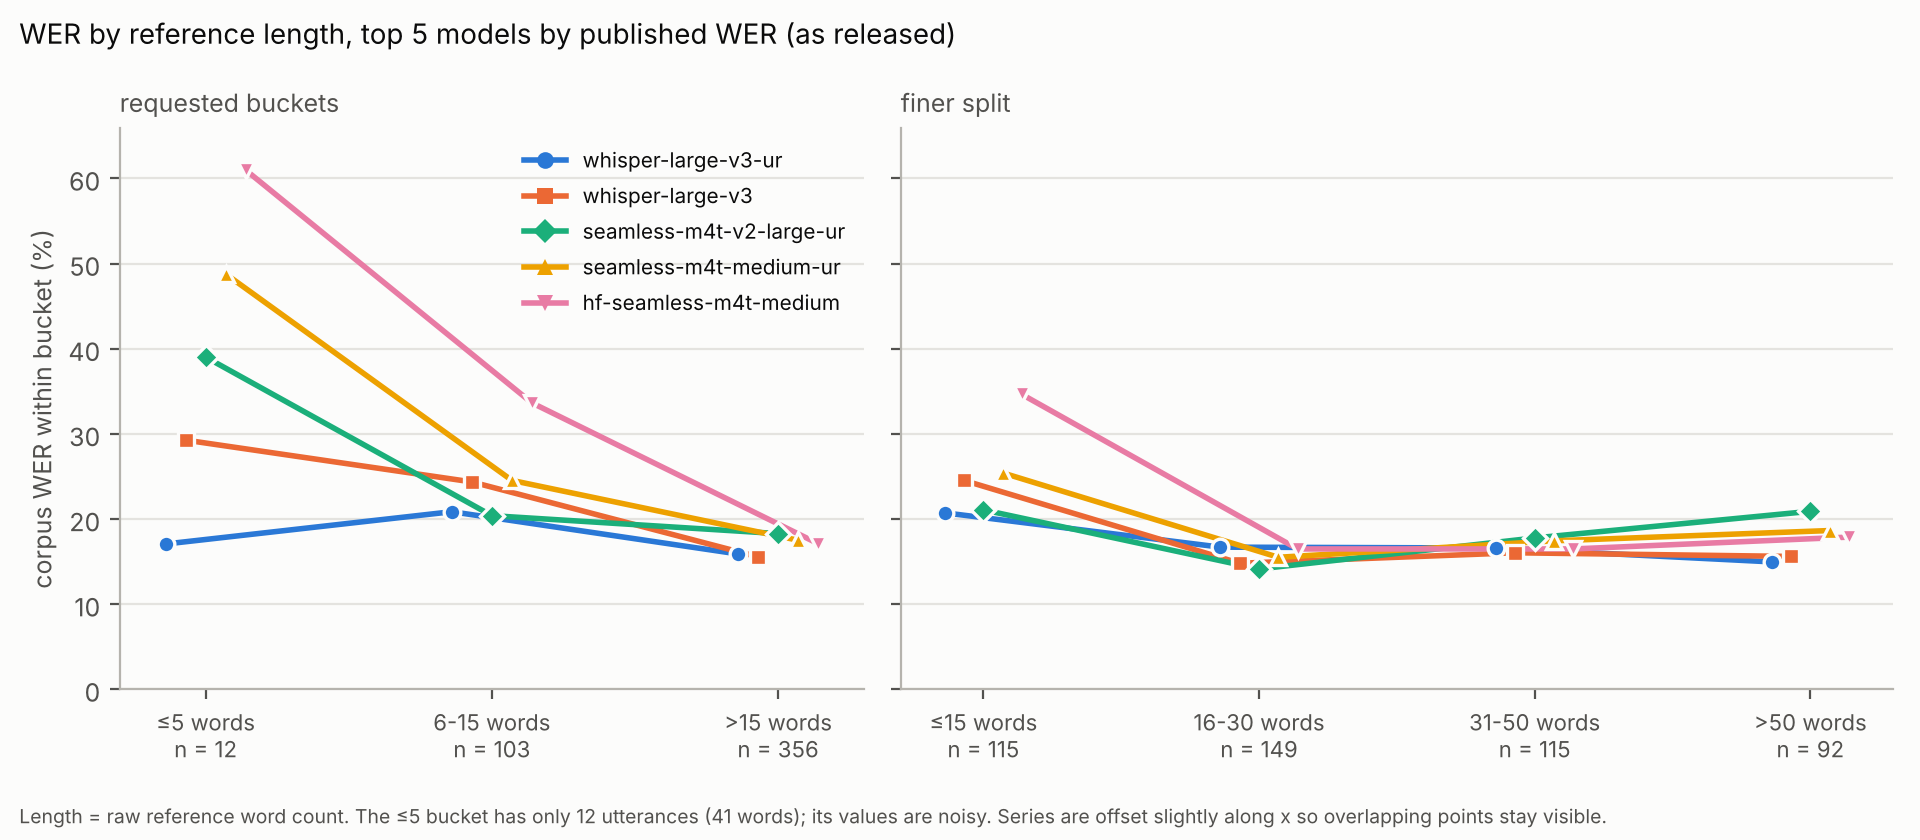 WER by reference length, top 5 models by published WER (as released)
requested buckets
finer split
corpus WER within bucket (%)
60
50
40
30
20
10
0
whisper-large-v3-ur
whisper-large-v3
seamless-m4t-v2-large-ur
seamless-m4t-medium-ur
hf-seamless-m4t-medium
≤5 words
n = 12
6-15 words
n = 103
>15 words
n = 356
≤15 words
n = 115
16-30 words
n = 149
31-50 words
n = 115
>50 words
n = 92
Length = raw reference word count. The ≤5 bucket has only 12 utterances (41 words); its values are noisy. Series are offset slightly along x so overlapping points stay visible.